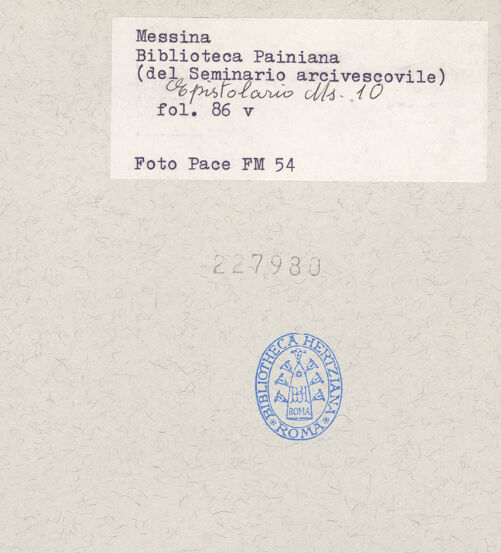 Messina
Biblioteca Painiana
(del Seminario arcivescovile)
Epistolario Ms. 10
fol. 86 v
Foto Pace FM 54
227980
BIBLIOTHECA HERTZIANA
ROMA
* ROMA *